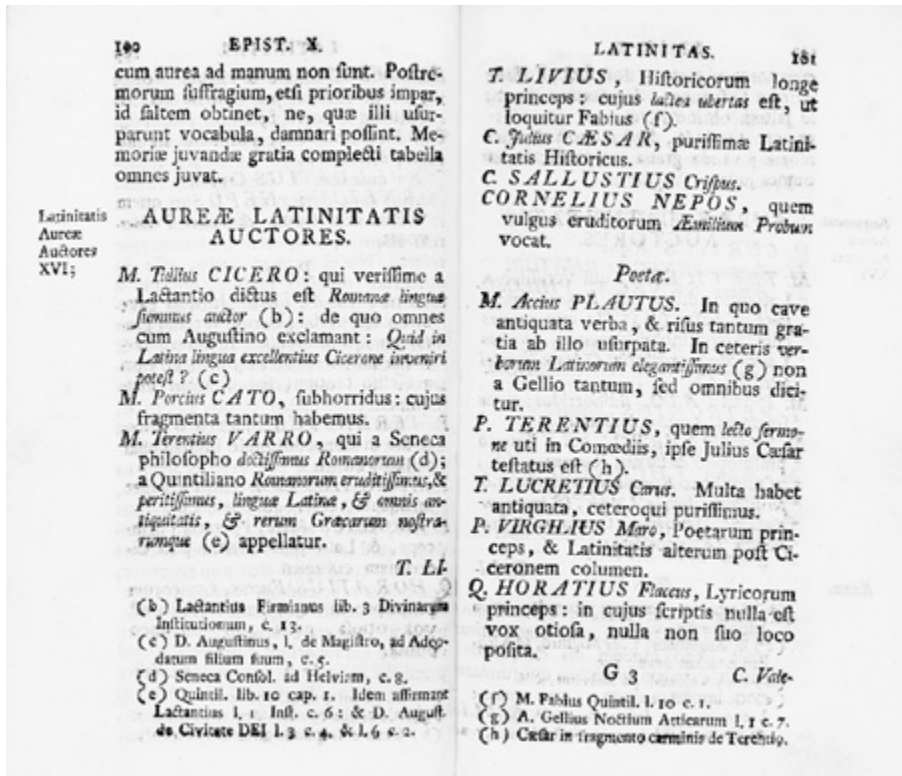 190
EPIST. X.
cum aurea ad manum non sunt. Postre-
morum suffragium, etsi prioribus impar,
id saltem obtinet, ne, quæ illi usur-
parunt vocabula, damnari possint. Me-
moriæ juvandæ gratia complecti tabella
omnes juvat.
Latinitatis
Aureæ
Auctores
XVI;
AUREÆ LATINITATIS
AUCTORES.
M. Tullius CICERO: qui verissime a
Lactantio dictus est Romanæ linguæ
summus auctor (b): de quo omnes
cum Augustino exclamant: Quid in
Latina lingua excellentius Cicerone inveniri
potest? (c)
M. Porcius CATO, subhorridus: cujus
fragmenta tantum habemus.
M. Terentius VARRO, qui a Seneca
philosopho doctissimus Romanorum (d);
a Quintiliano Romanorum eruditissimus, &
peritissimus, linguæ Latinæ, & omnis an-
tiquitatis, & rerum Græcarum nostra-
rumque (e) appellatur.
T. LI-
(b) Lactantius Firmianus lib. 3 Divinarum
Institutionum, c. 13.
(c) D. Augustinus, l. de Magistro, ad Adeo-
datum filium suum, c. 5.
(d) Seneca Consol. ad Helviam, c. 8.
(e) Quintil. lib. 10 cap. 1. Idem affirmant
Lactantius l. 1 Inst. c. 6: & D. August.
de Civitate DEI l. 3 c. 4. & l. 6 c. 2.
LATINITAS.
181
T. LIVIUS, Historicorum longe
princeps: cujus lactea ubertas est, ut
loquitur Fabius (f).
C. Julius CÆSAR, purissimæ Latini-
tatis Historicus.
C. SALLUSTIUS Crispus.
CORNELIUS NEPOS, quem
vulgus eruditorum Æmilium Probum
vocat.
Poetæ.
M. Accius PLAUTUS. In quo cave
antiquata verba, & risus tantum gra-
tia ab illo usurpata. In ceteris ver-
borum Latinorum elegantissimus (g) non
a Gellio tantum, sed omnibus dici-
tur.
P. TERENTIUS, quem lecto sermo-
ne uti in Comœdiis, ipse Julius Cæsar
testatus est (h).
T. LUCRETIUS Carus. Multa habet
antiquata, ceteroqui purissimus.
P. VIRGILIUS Maro, Poetarum prin-
ceps, & Latinitatis alterum post Ci-
ceronem columen.
Q. HORATIUS Flaccus, Lyricorum
princeps: in cujus scriptis nulla est
vox otiosa, nulla non suo loco
posita.
G 3
C. Vale-
(f) M. Fabius Quintil. l. 10 c. 1.
(g) A. Gellius Noctium Atticarum l. 1 c. 7.
(h) Cæsar in fragmento carminis de Terentio.